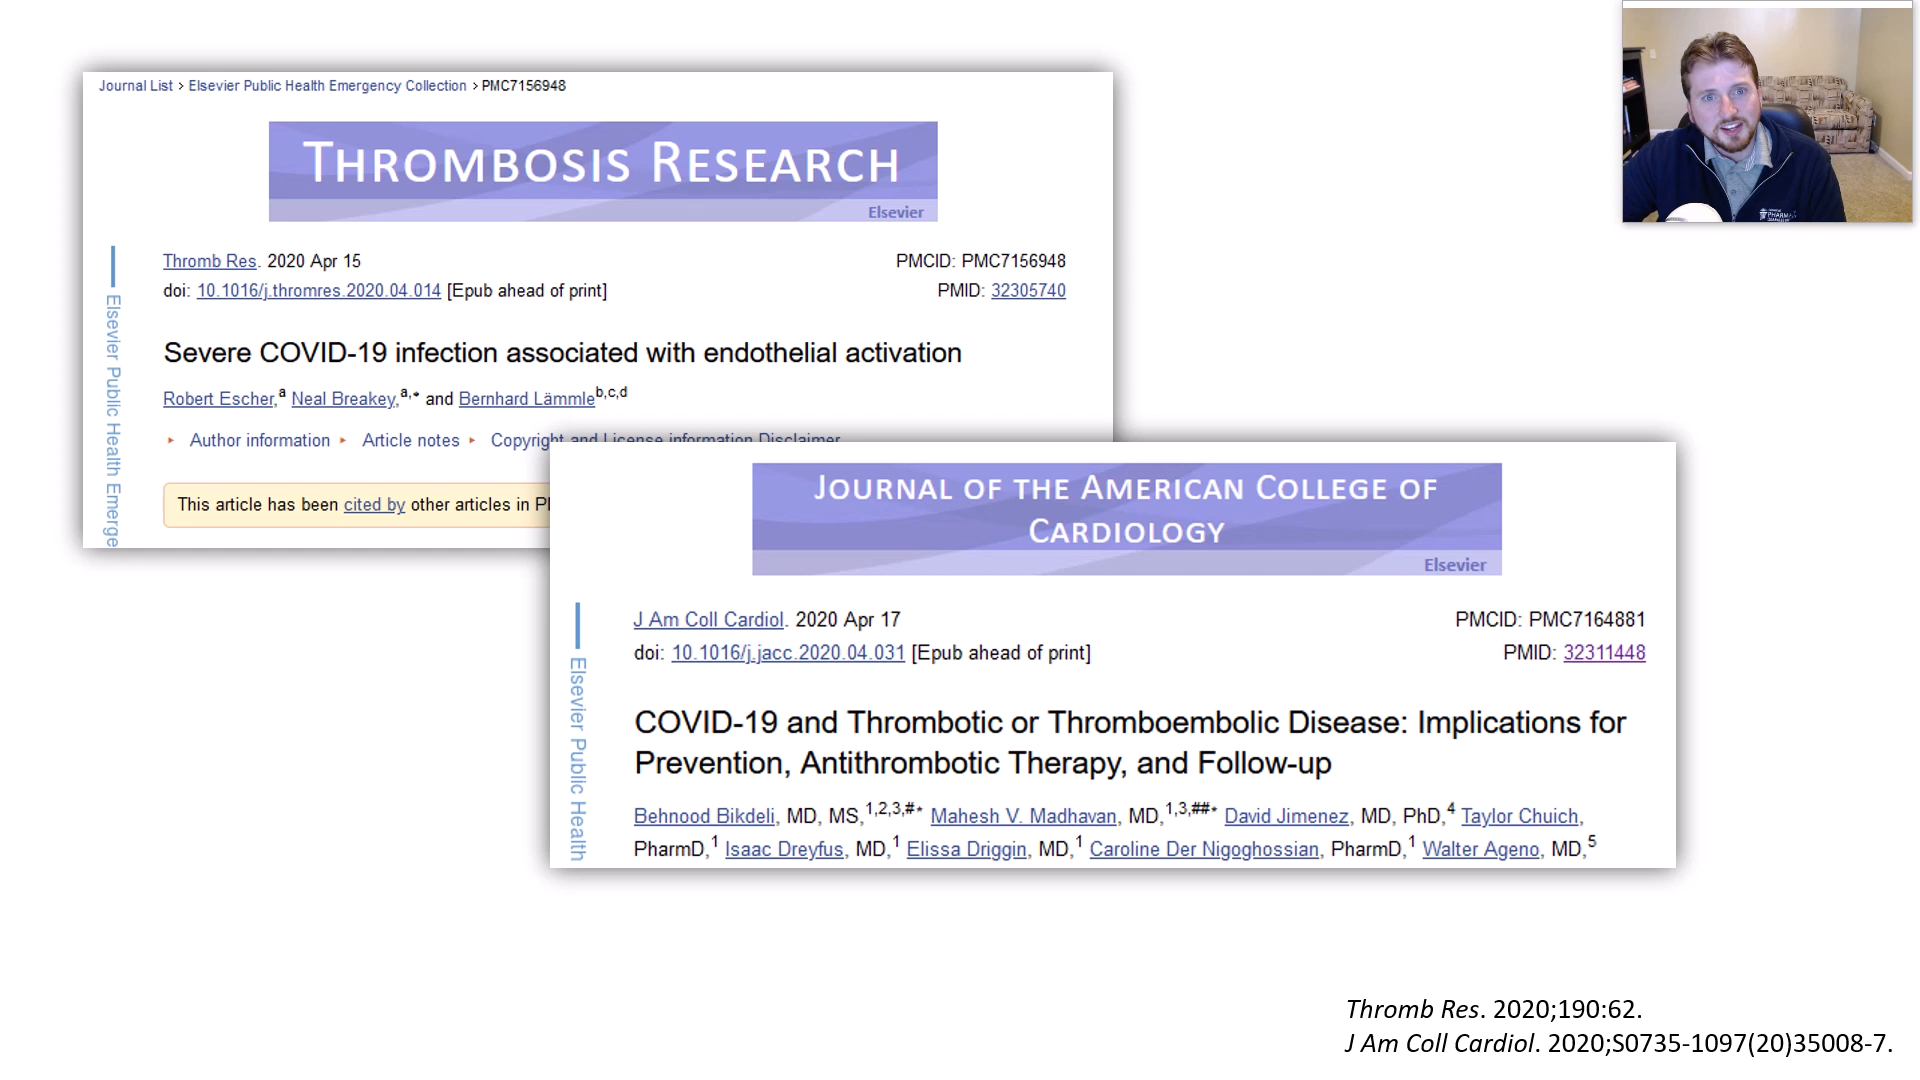 Journal List > Elsevier Public Health Emergency Collection > PMC7156948
THROMBOSIS RESEARCH
Elsevier
Elsevier Public Health Emerge
Thromb Res. 2020 Apr 15
PMCID: PMC7156948
doi: 10.1016/j.thromres.2020.04.014 [Epub ahead of print]
PMID: 32305740
Severe COVID-19 infection associated with endothelial activation
Robert Escher,a Neal Breakey,a,* and Bernhard Lämmleb,c,d
▸ Author information ▸ Article notes ▸ Copyright and License information Disclaimer
This article has been cited by other articles in
JOURNAL OF THE AMERICAN COLLEGE OF
CARDIOLOGY
Elsevier
Elsevier Public Health
J Am Coll Cardiol. 2020 Apr 17
PMCID: PMC7164881
doi: 10.1016/j.jacc.2020.04.031 [Epub ahead of print]
PMID: 32311448
COVID-19 and Thrombotic or Thromboembolic Disease: Implications for
Prevention, Antithrombotic Therapy, and Follow-up
Behnood Bikdeli, MD, MS,1,2,3,#* Mahesh V. Madhavan, MD,1,3,##* David Jimenez, MD, PhD,4 Taylor Chuich,
PharmD,1 Isaac Dreyfus, MD,1 Elissa Driggin, MD,1 Caroline Der Nigoghossian, PharmD,1 Walter Ageno, MD,5
Thromb Res. 2020;190:62.
J Am Coll Cardiol. 2020;S0735-1097(20)35008-7.